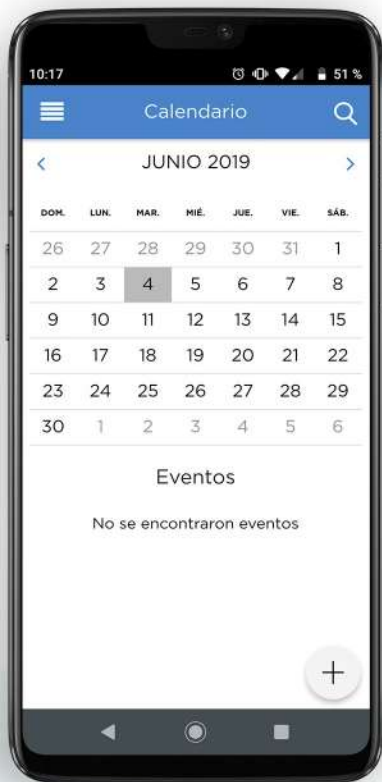 10:17 51 %
Calendario
JUNIO 2019
DOM. LUN. MAR. MIÉ. JUE. VIE. SÁB.
26 27 28 29 30 31 1
2 3 4 5 6 7 8
9 10 11 12 13 14 15
16 17 18 19 20 21 22
23 24 25 26 27 28 29
30 1 2 3 4 5 6
Eventos
No se encontraron eventos